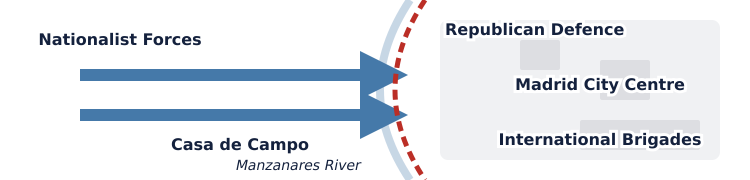 Republican Defence
Nationalist Forces
Madrid City Centre
International Brigades
Casa de Campo
Manzanares River